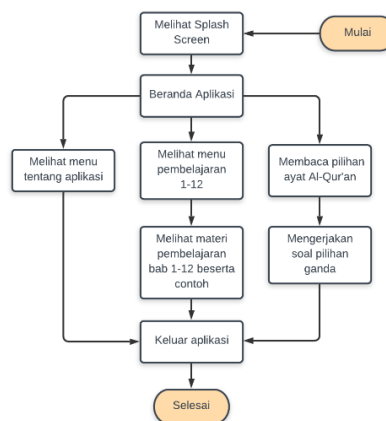 Mulai
Melihat Splash
Screen
Beranda Aplikasi
Melihat menu
tentang aplikasi
Melihat menu
pembelajaran
1-12
Membaca pilihan
ayat Al-Qur'an
Melihat materi
pembelajaran
bab 1-12 beserta
contoh
Mengerjakan
soal pilihan
ganda
Keluar aplikasi
Selesai